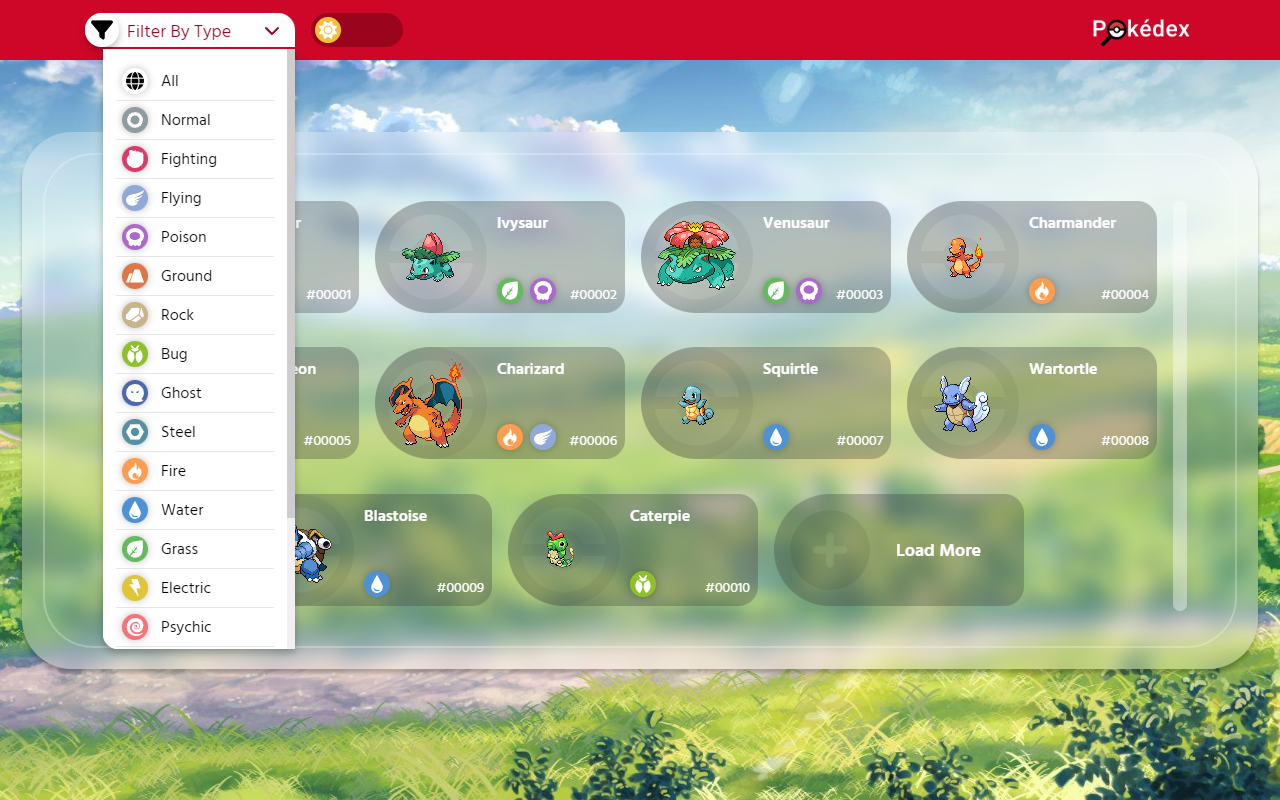 Filter By Type
Pokédex
All
Normal
Fighting
Flying
Poison
Ground
Rock
Bug
Ghost
Steel
Fire
Water
Grass
Electric
Psychic
#00001
Ivysaur
#00002
Venusaur
#00003
Charmander
#00004
#00005
Charizard
#00006
Squirtle
#00007
Wartortle
#00008
Blastoise
#00009
Caterpie
#00010
Load More